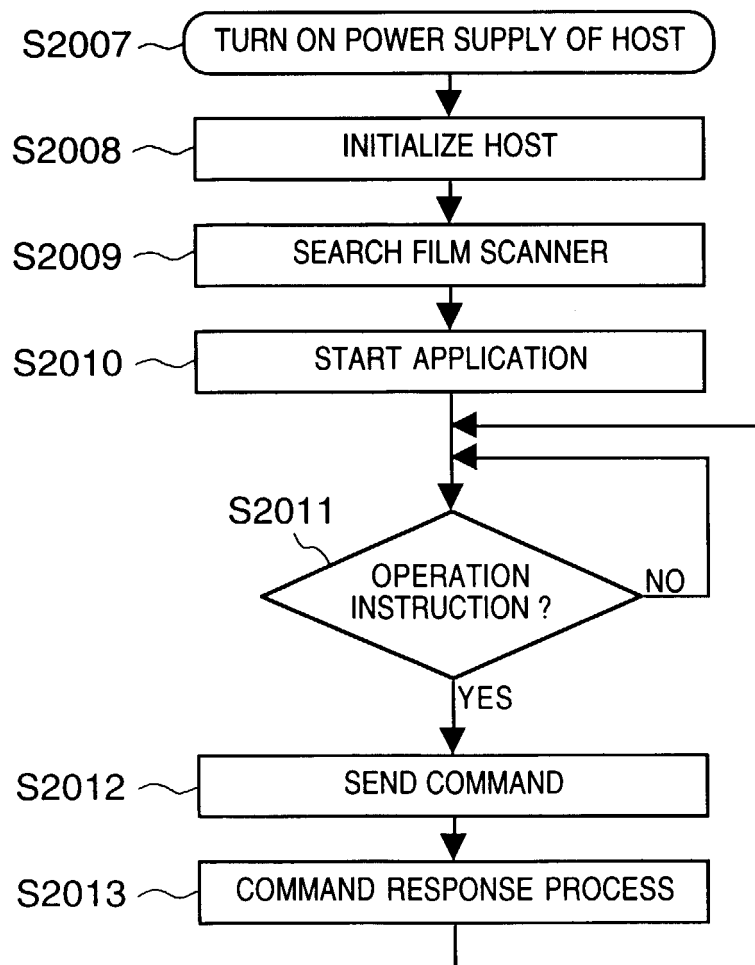 S2007
TURN ON POWER SUPPLY OF HOST
S2008
INITIALIZE HOST
S2009
SEARCH FILM SCANNER
S2010
START APPLICATION
S2011
OPERATION
INSTRUCTION ?
NO
YES
S2012
SEND COMMAND
S2013
COMMAND RESPONSE PROCESS